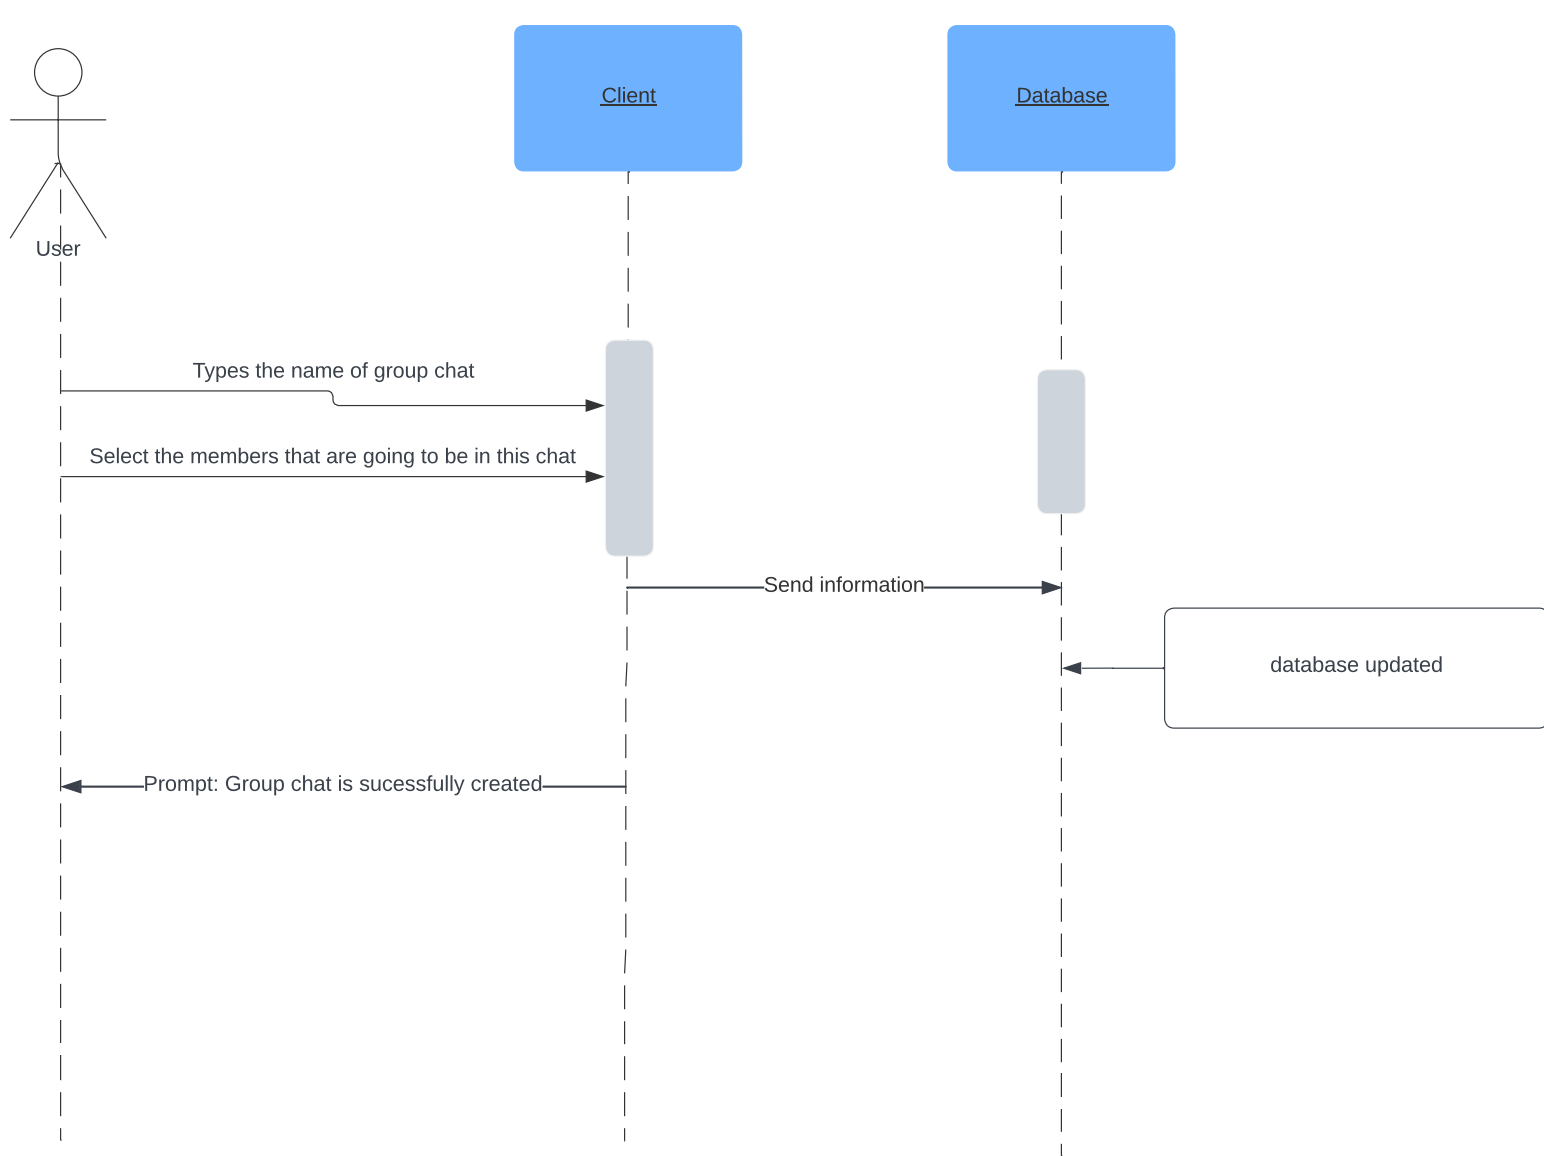 Client
Database
User
Types the name of group chat
Select the members that are going to be in this chat
Send information
database updated
Prompt: Group chat is sucessfully created